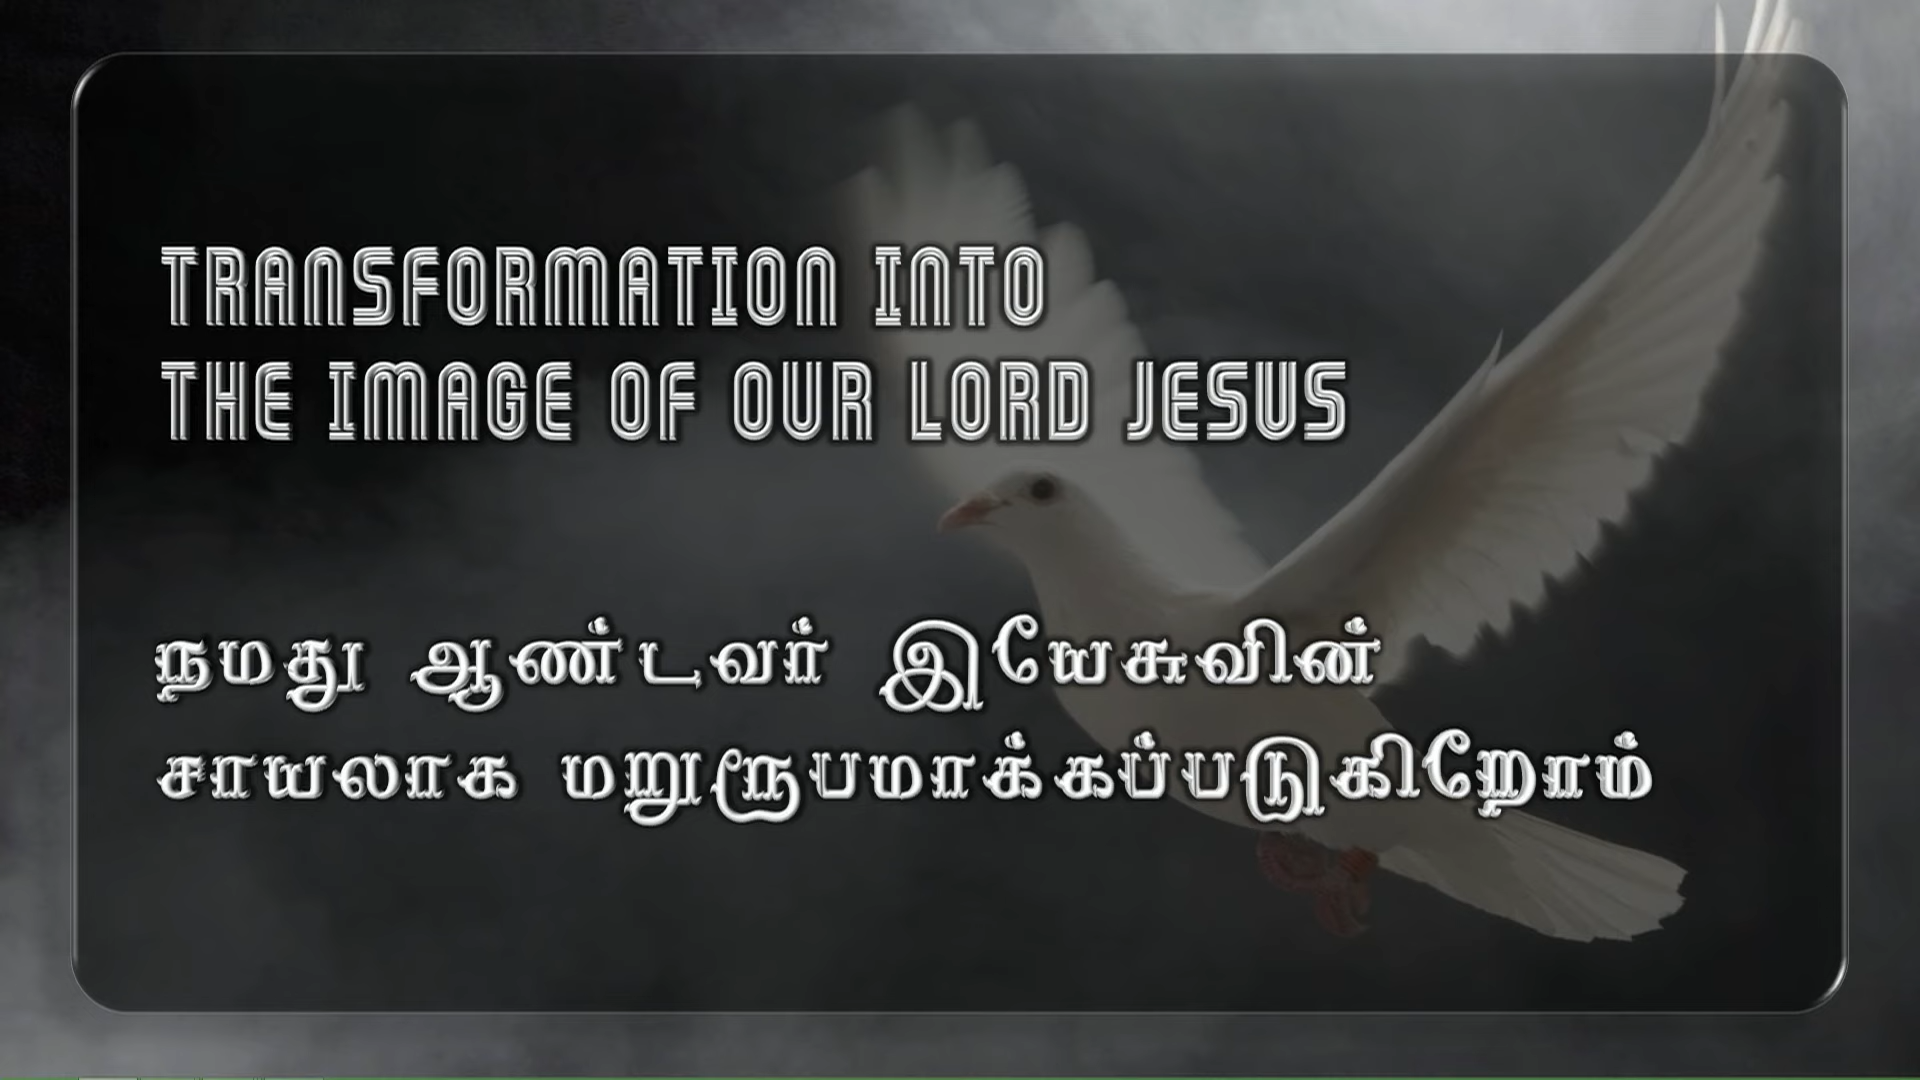 TRANSFORMATION INTO
THE IMAGE OF OUR LORD JESUS
நமது ஆண்டவர் இயேசுவின்
சாயலாக மறுரூபமாக்கப்படுகிறோம்